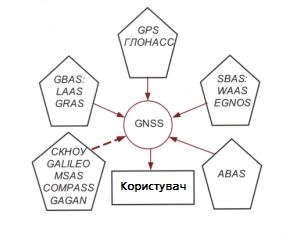 GPS
ГЛОНАСС
GBAS:
LAAS
GRAS
SBAS:
WAAS
EGNOS
GNSS
СКНОУ
GALILEO
MSAS
COMPASS
GAGAN
Користувач
ABAS